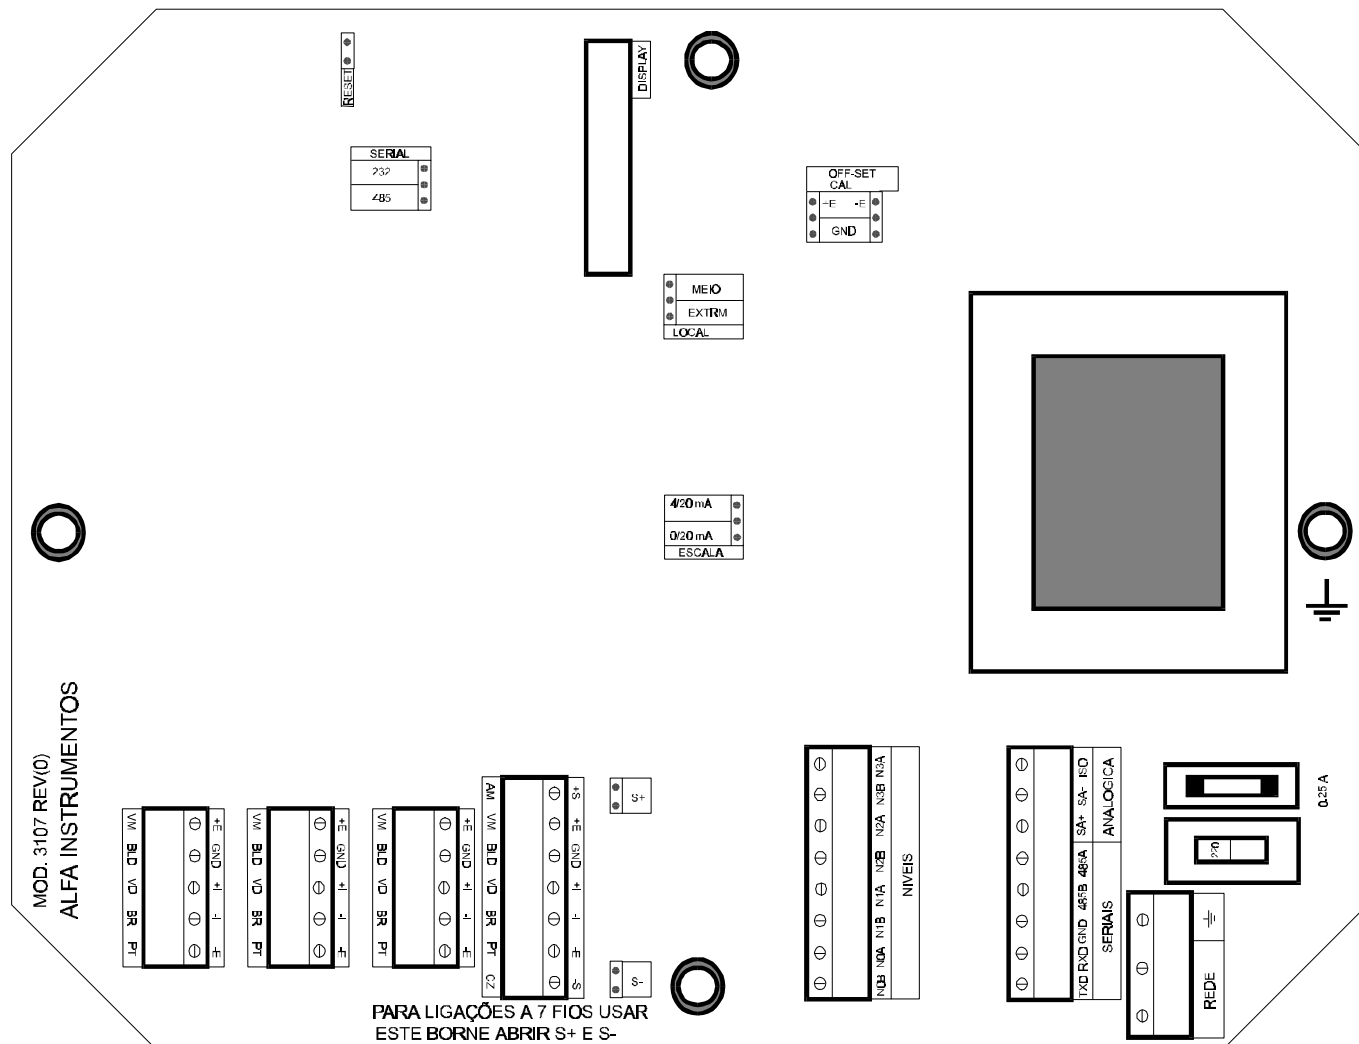 RESET
DISPLAY
SERIAL
232
485
OFF-SET
CAL
+E -E
GND
MEIO
EXTRM
LOCAL
4/20 mA
0/20 mA
ESCALA
MOD. 3107 REV(0)
ALFA INSTRUMENTOS
VM BLD VD BR PT
+E GND +I -I -E
VM BLD VD BR PT
+E GND +I -I -E
VM BLD VD BR PT
+E GND +I -I -E
AM VM BLD VD BR PT CZ
+S +E GND +I -I -E -S
S+
S-
PARA LIGAÇÕES A 7 FIOS USAR
ESTE BORNE ABRIR S+ E S-
N0B N0A N1B N1A N2B N2A N3B N3A
NIVEIS
TXD RXD GND 485B 485A SA+ SA- ISO
SERIAIS
ANALOGICA
0.25 A
220
REDE